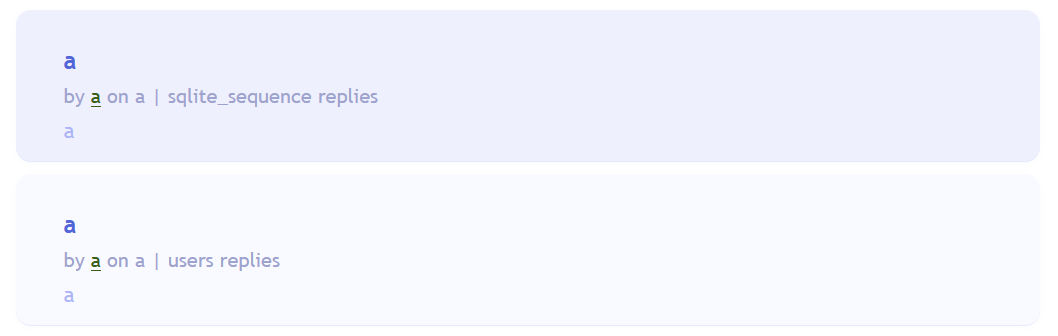 a
by a on a | sqlite_sequence replies
a
a
by a on a | users replies
a